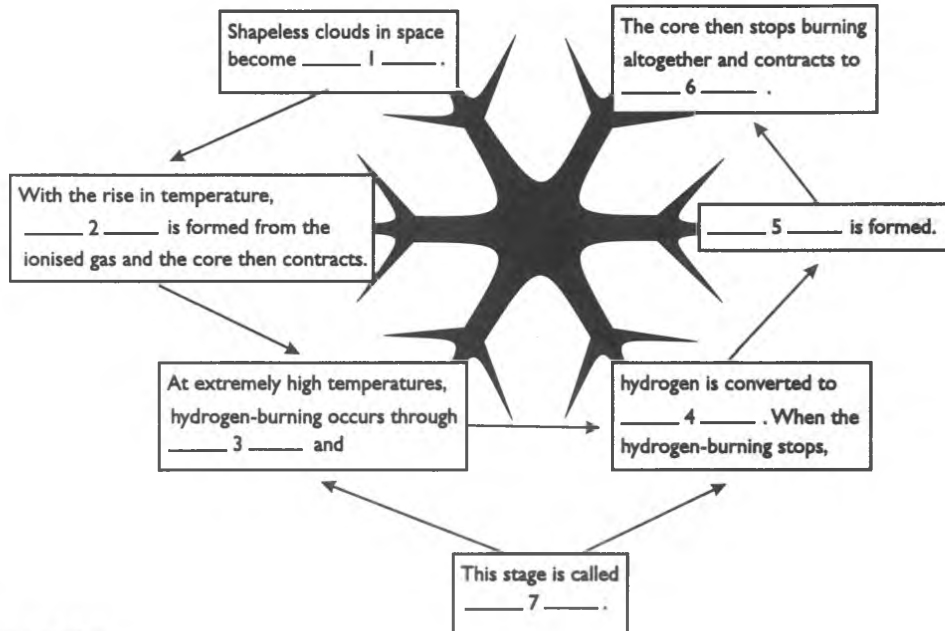 Shapeless clouds in space
become _____ 1 _____ .
With the rise in temperature,
_____ 2 _____ is formed from the
ionised gas and the core then contracts.
At extremely high temperatures,
hydrogen-burning occurs through
_____ 3 _____ and
hydrogen is converted to
_____ 4 _____ . When the
hydrogen-burning stops,
_____ 5 _____ is formed.
The core then stops burning
altogether and contracts to
_____ 6 _____ .
This stage is called
_____ 7 _____ .